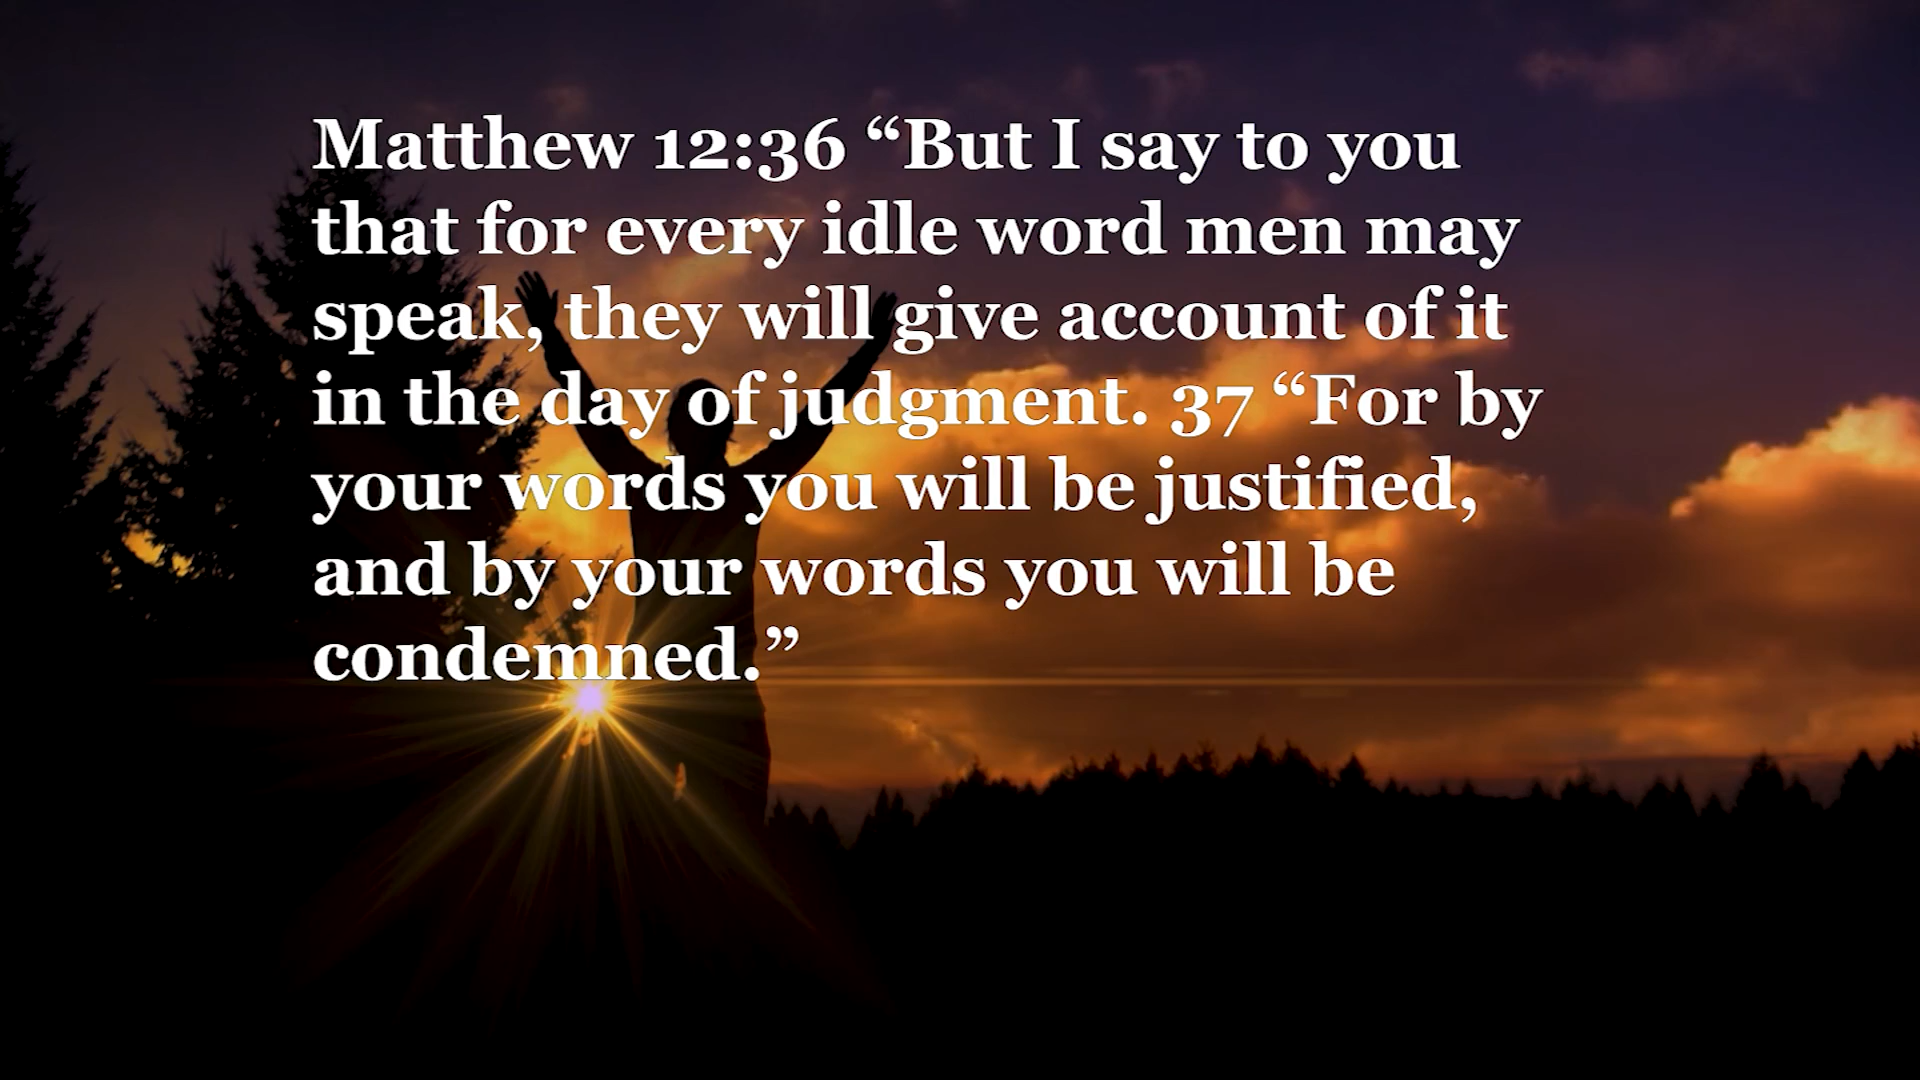 Matthew 12:36 “But I say to you
that for every idle word men may
speak, they will give account of it
in the day of judgment. 37 “For by
your words you will be justified,
and by your words you will be
condemned.”